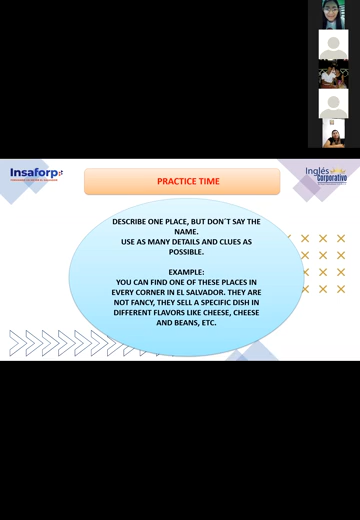 Insaforp
Inglés
Corporativo
PRACTICE TIME
DESCRIBE ONE PLACE, BUT DON´T SAY THE
NAME.
USE AS MANY DETAILS AND CLUES AS
POSSIBLE.
EXAMPLE:
YOU CAN FIND ONE OF THESE PLACES IN
EVERY CORNER IN EL SALVADOR. THEY ARE
NOT FANCY, THEY SELL A SPECIFIC DISH IN
DIFFERENT FLAVORS LIKE CHEESE, CHEESE
AND BEANS, ETC.